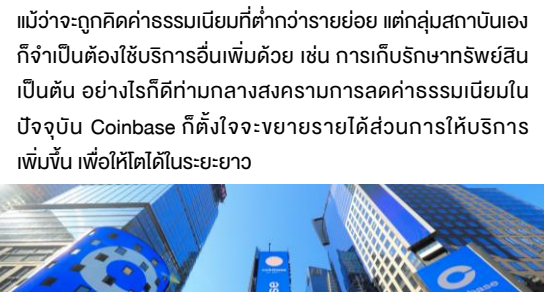 แม้ว่าจะถูกคิดค่าธรรมเนียมที่ต่ำกว่ารายย่อย แต่กลุ่มสถาบันเอง
ก็จำเป็นต้องใช้บริการอื่นเพิ่มด้วย เช่น การเก็บรักษาทรัพย์สิน
เป็นต้น อย่างไรก็ดีท่ามกลางสงครามการลดค่าธรรมเนียมใน
ปัจจุบัน Coinbase ก็ตั้งใจจะขยายรายได้ส่วนการให้บริการ
เพิ่มขึ้น เพื่อให้โตได้ในระยะยาว
coinbase